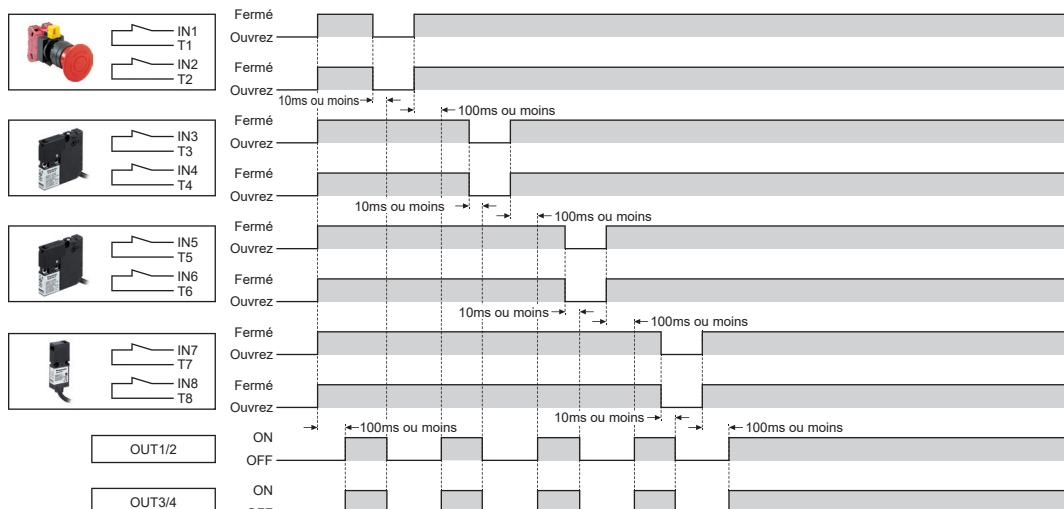 Fermé
IN1
Ouvrez
T1
IN2
Fermé
T2
Ouvrez
10ms ou moins
100ms ou moins
Fermé
IN3
Ouvrez
T3
IN4
Fermé
T4
Ouvrez
10ms ou moins
100ms ou moins
Fermé
IN5
Ouvrez
T5
IN6
Fermé
T6
Ouvrez
10ms ou moins
100ms ou moins
Fermé
IN7
Ouvrez
T7
IN8
Fermé
T8
Ouvrez
10ms ou moins
100ms ou moins
100ms ou moins
OUT1/2
ON
OFF
OUT3/4
ON